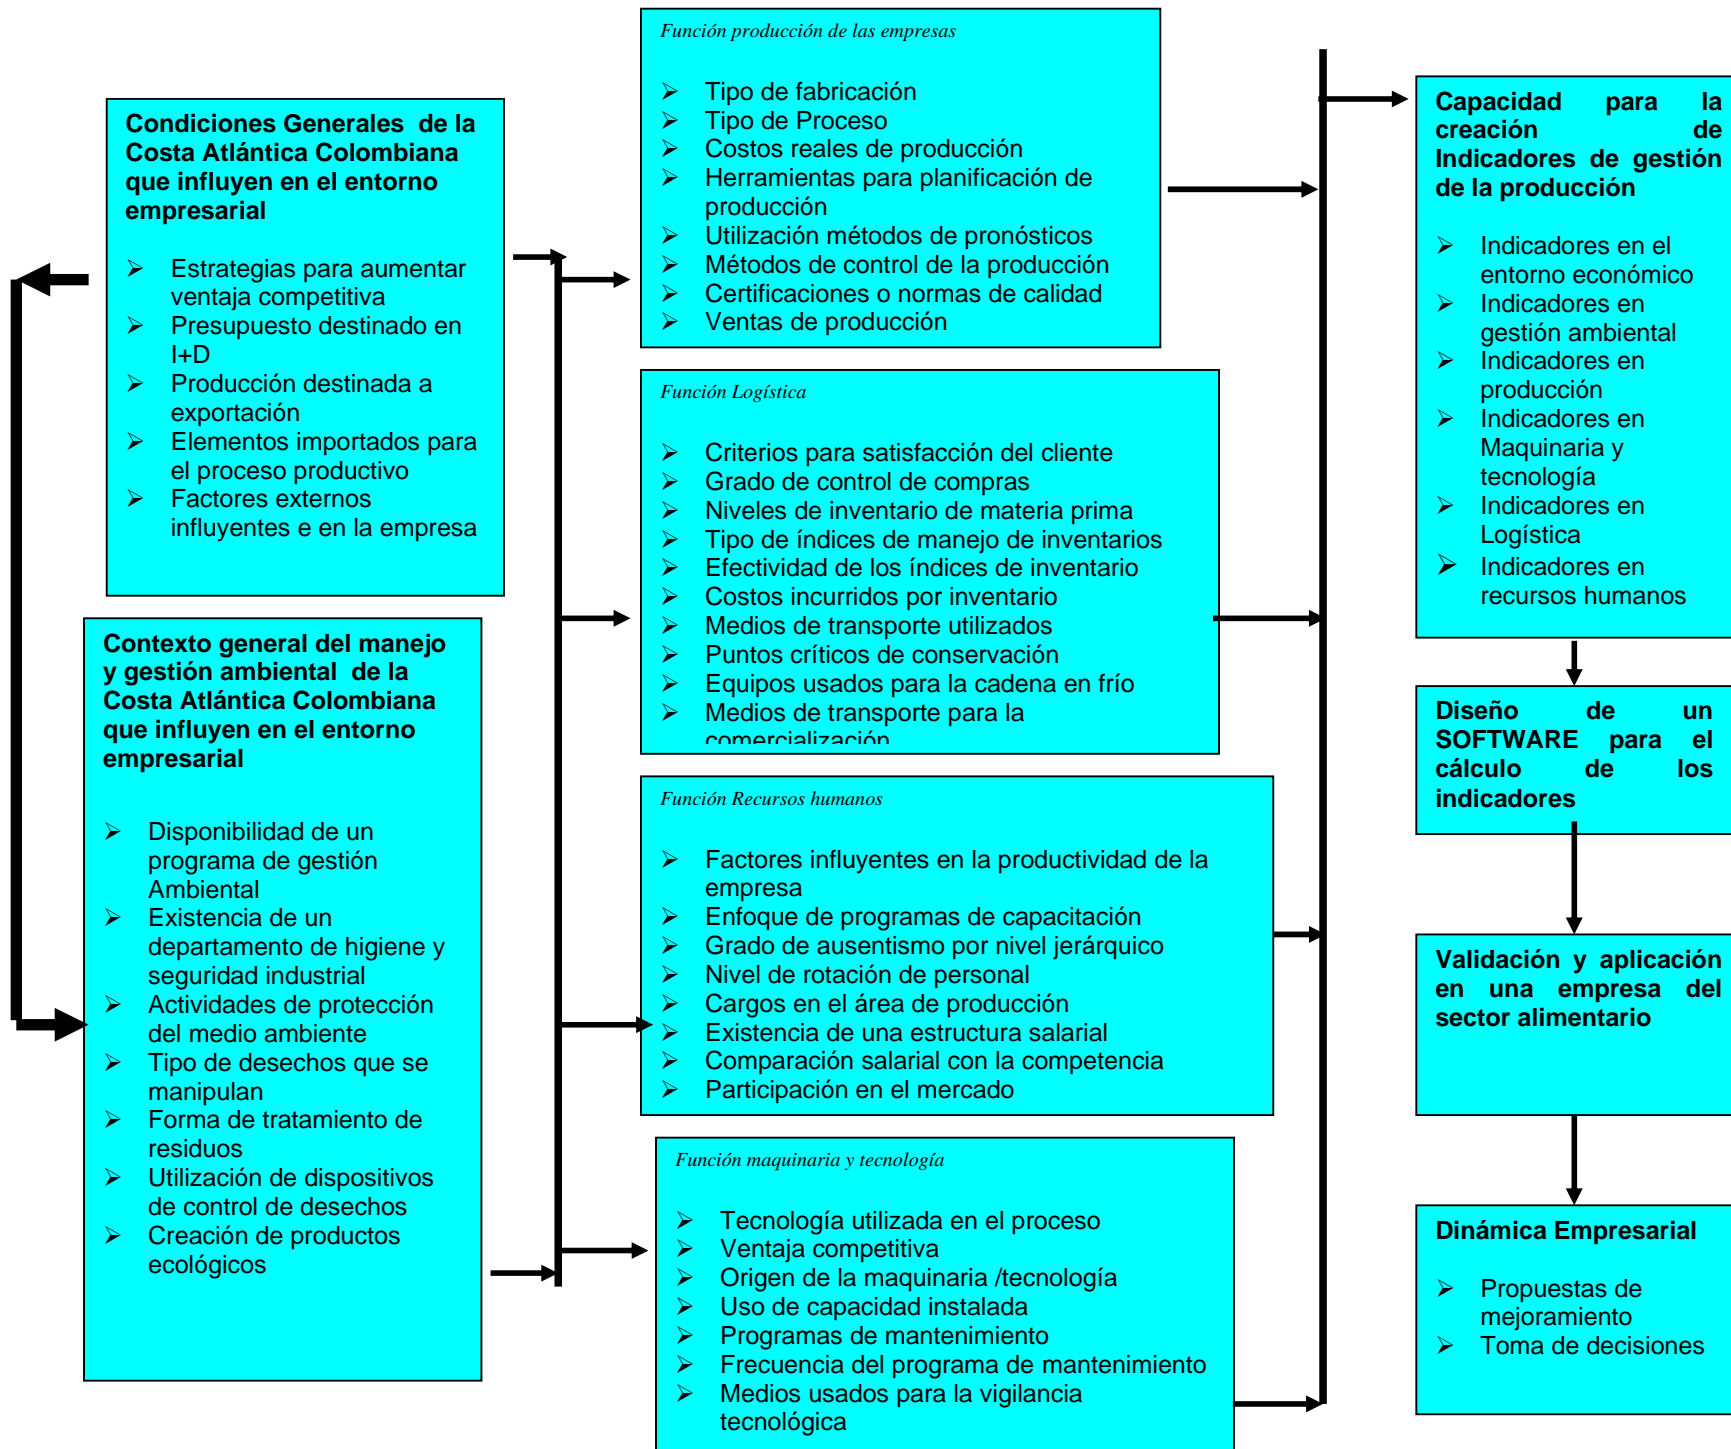 Condiciones Generales de la
Costa Atlántica Colombiana
que influyen en el entorno
empresarial
➢ Estrategias para aumentar
ventaja competitiva
➢ Presupuesto destinado en
I+D
➢ Producción destinada a
exportación
➢ Elementos importados para
el proceso productivo
➢ Factores externos
influyentes e en la empresa
Contexto general del manejo
y gestión ambiental de la
Costa Atlántica Colombiana
que influyen en el entorno
empresarial
➢ Disponibilidad de un
programa de gestión
Ambiental
➢ Existencia de un
departamento de higiene y
seguridad industrial
➢ Actividades de protección
del medio ambiente
➢ Tipo de desechos que se
manipulan
➢ Forma de tratamiento de
residuos
➢ Utilización de dispositivos
de control de desechos
➢ Creación de productos
ecológicos
Función producción de las empresas
➢ Tipo de fabricación
➢ Tipo de Proceso
➢ Costos reales de producción
➢ Herramientas para planificación de
producción
➢ Utilización métodos de pronósticos
➢ Métodos de control de la producción
➢ Certificaciones o normas de calidad
➢ Ventas de producción
Función Logística
➢ Criterios para satisfacción del cliente
➢ Grado de control de compras
➢ Niveles de inventario de materia prima
➢ Tipo de índices de manejo de inventarios
➢ Efectividad de los índices de inventario
➢ Costos incurridos por inventario
➢ Medios de transporte utilizados
➢ Puntos críticos de conservación
➢ Equipos usados para la cadena en frío
➢ Medios de transporte para la
comercialización
Función Recursos humanos
➢ Factores influyentes en la productividad de la
empresa
➢ Enfoque de programas de capacitación
➢ Grado de ausentismo por nivel jerárquico
➢ Nivel de rotación de personal
➢ Cargos en el área de producción
➢ Existencia de una estructura salarial
➢ Comparación salarial con la competencia
➢ Participación en el mercado
Función maquinaria y tecnología
➢ Tecnología utilizada en el proceso
➢ Ventaja competitiva
➢ Origen de la maquinaria /tecnología
➢ Uso de capacidad instalada
➢ Programas de mantenimiento
➢ Frecuencia del programa de mantenimiento
➢ Medios usados para la vigilancia
tecnológica
Capacidad para la
creación de
Indicadores de gestión
de la producción
➢ Indicadores en el
entorno económico
➢ Indicadores en
gestión ambiental
➢ Indicadores en
producción
➢ Indicadores en
Maquinaria y
tecnología
➢ Indicadores en
Logística
➢ Indicadores en
recursos humanos
Diseño de un
SOFTWARE para el
cálculo de los
indicadores
Validación y aplicación
en una empresa del
sector alimentario
Dinámica Empresarial
➢ Propuestas de
mejoramiento
➢ Toma de decisiones